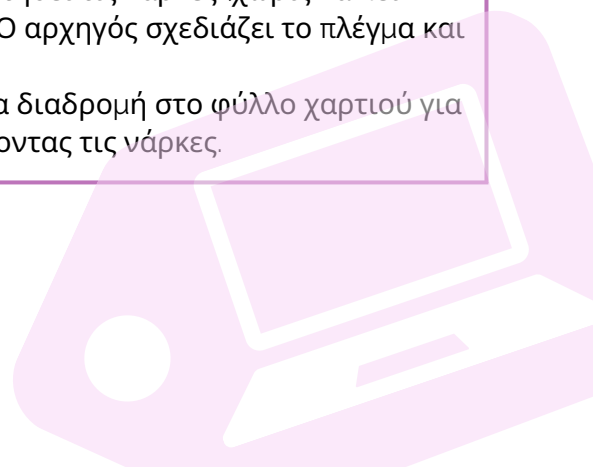 Ο αρχηγός σχεδιάζει το πλέγμα και
α διαδρομή στο φύλλο χαρτιού για
οντας τις νάρκες.